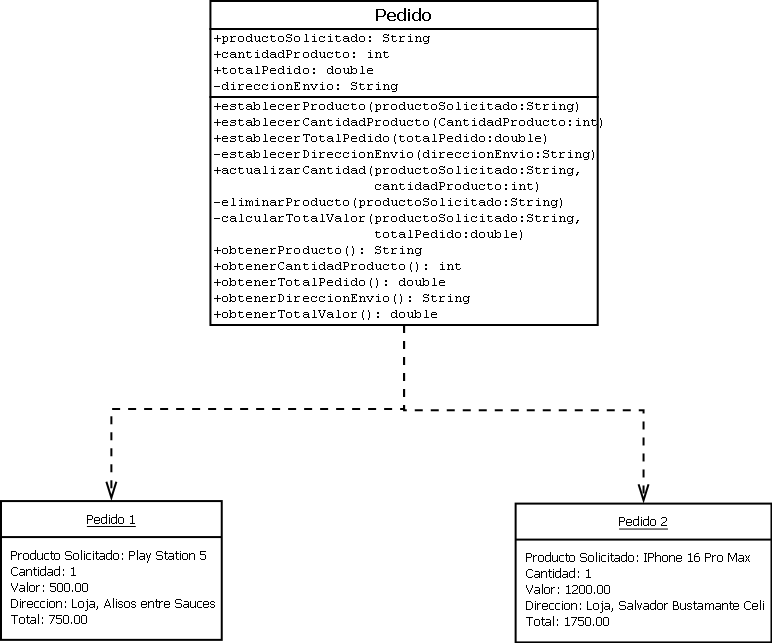 Pedido
+productoSolicitado: String
+cantidadProducto: int
+totalPedido: double
-direccionEnvio: String
+establecerProducto(productoSolicitado:String)
+establecerCantidadProducto(CantidadProducto:int)
+establecerTotalPedido(totalPedido:double)
-establecerDireccionEnvio(direccionEnvio:String)
+actualizarCantidad(productoSolicitado:String,
cantidadProducto:int)
-eliminarProducto(productoSolicitado:String)
-calcularTotalValor(productoSolicitado:String,
totalPedido:double)
+obtenerProducto(): String
+obtenerCantidadProducto(): int
+obtenerTotalPedido(): double
+obtenerDireccionEnvio(): String
+obtenerTotalValor(): double
Pedido 1
Producto Solicitado: Play Station 5
Cantidad: 1
Valor: 500.00
Direccion: Loja, Alisos entre Sauces
Total: 750.00
Pedido 2
Producto Solicitado: IPhone 16 Pro Max
Cantidad: 1
Valor: 1200.00
Direccion: Loja, Salvador Bustamante Celi
Total: 1750.00